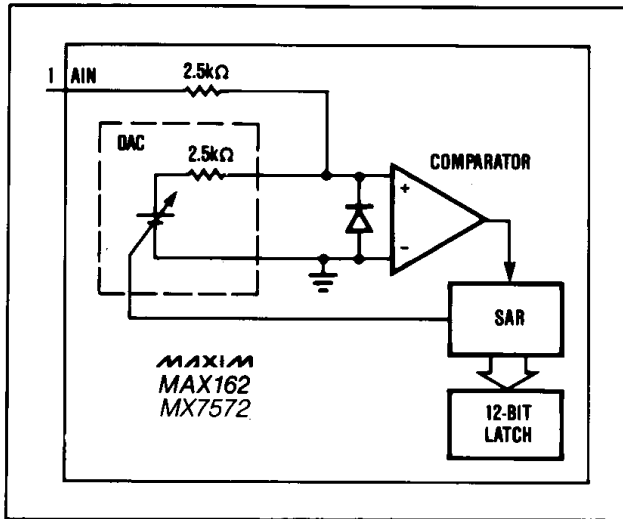 1 AIN
2.5kΩ
DAC
2.5kΩ
COMPARATOR
+
-
SAR
MAXIM
MAX162
MX7572
12-BIT
LATCH